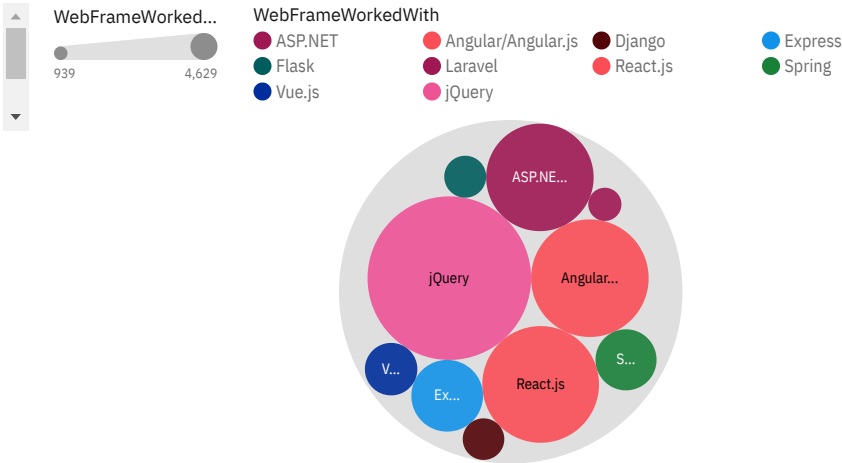 WebFrameWorked...
939 4,629
WebFrameWorkedWith
ASP.NET Angular/Angular.js Django Express
Flask Laravel React.js Spring
Vue.js jQuery
ASP.NE...
jQuery
Angular...
S...
V...
React.js
Ex...